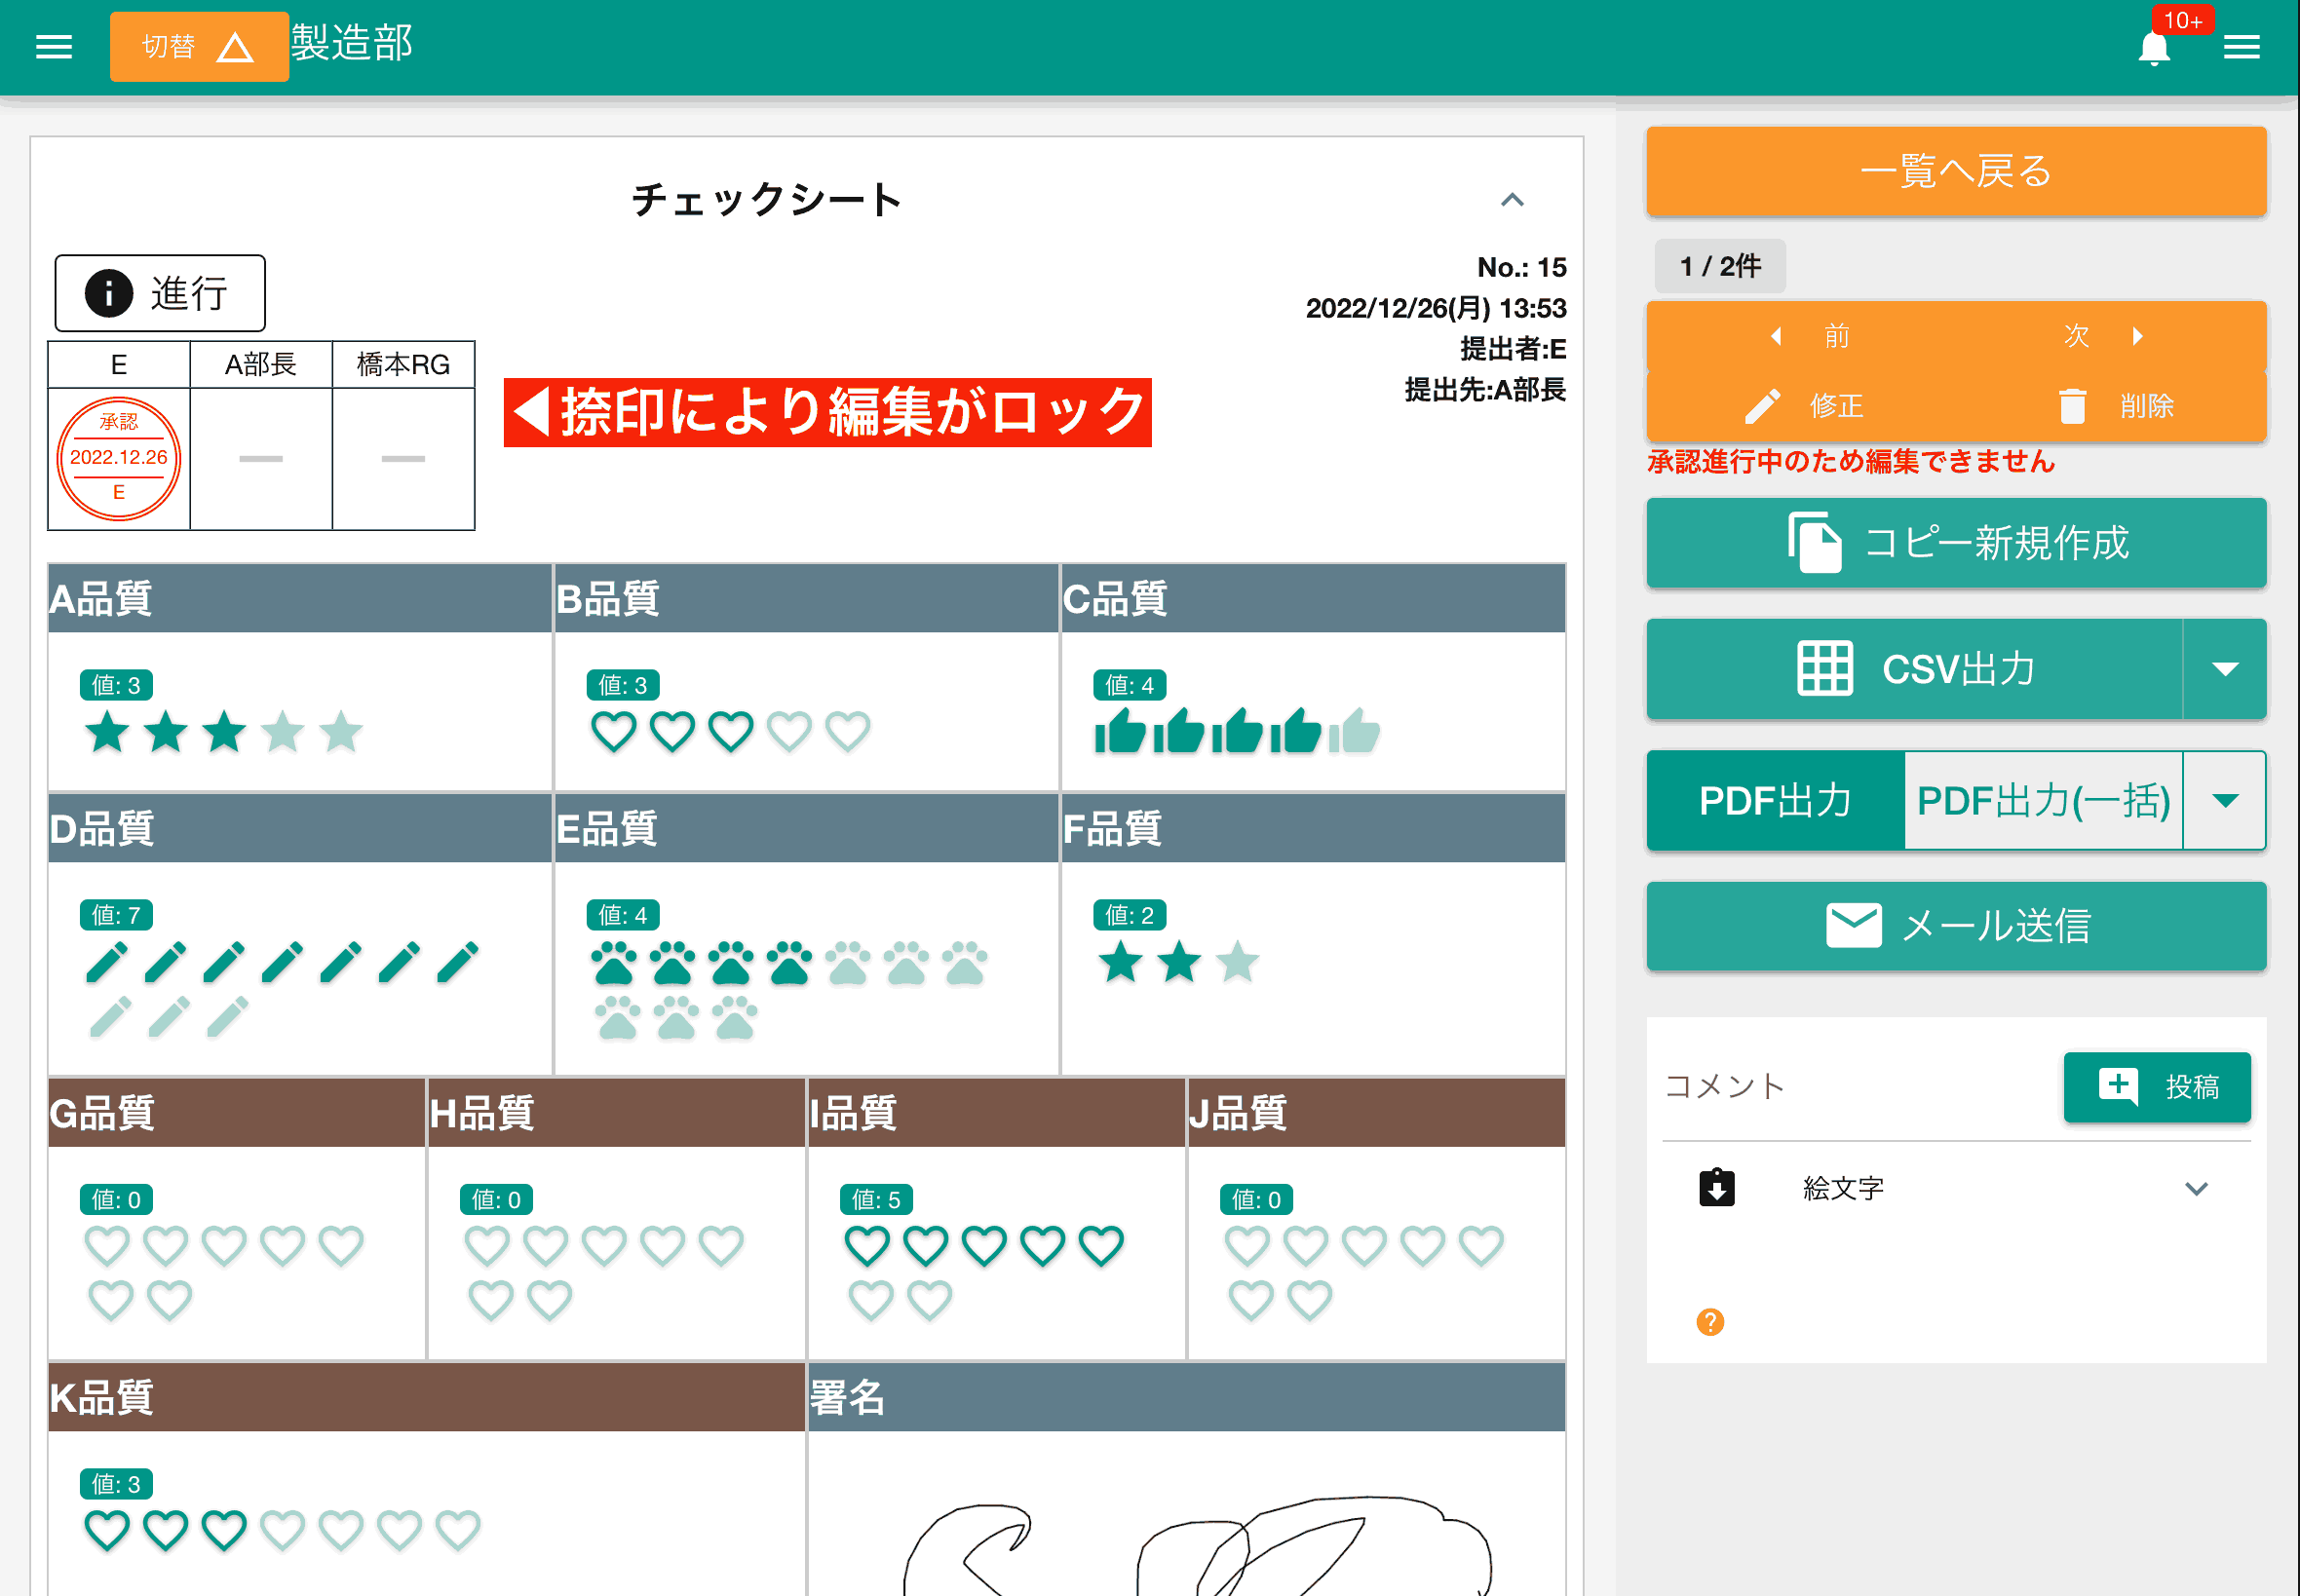 切替
製造部
10+
チェックシート
進行
No.: 15
2022/12/26(月) 13:53
提出者:E
提出先:A部長
E
A部長
橋本RG
承認
2022.12.26
E
◀捺印により編集がロック
A品質
B品質
C品質
値: 3
値: 3
値: 4
D品質
E品質
F品質
値: 7
値: 4
値: 2
G品質
H品質
I品質
J品質
値: 0
値: 0
値: 5
値: 0
K品質
署名
値: 3
一覧へ戻る
1 / 2件
前
次
修正
削除
承認進行中のため編集できません
コピー新規作成
CSV出力
PDF出力
PDF出力(一括)
メール送信
コメント
投稿
絵文字
?